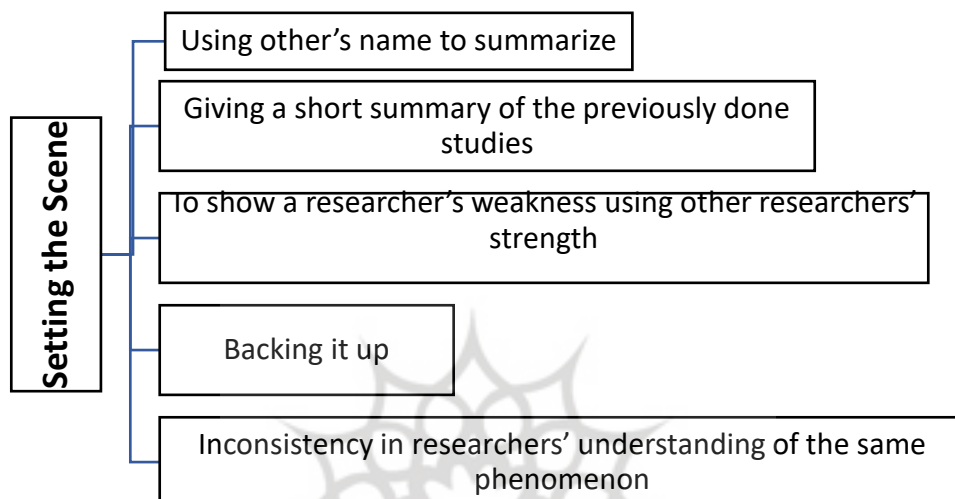 Setting the Scene
Using other’s name to summarize
Giving a short summary of the previously done
studies
To show a researcher’s weakness using other researchers’
strength
Backing it up
Inconsistency in researchers’ understanding of the same
phenomenon